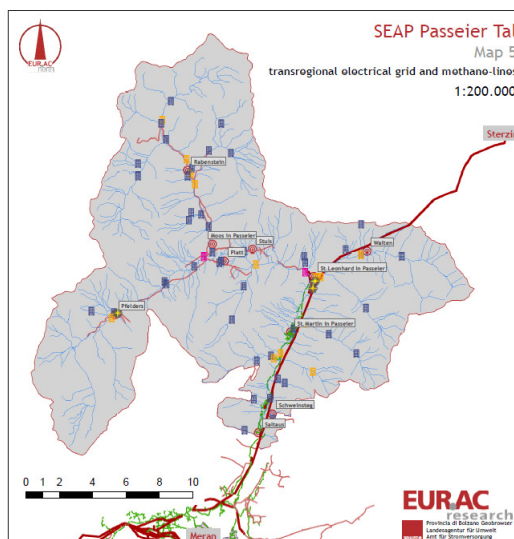 SEAP Passeier Tal
Map 5
transregional electrical grid and methane-lines
1:200.000
EURAC
north
Sterzi
Rabenstein
Moos in Passeier
Stuls
Walten
Platt
St.Leonhard in Passeier
Pfelders
St.Martin in Passeier
Schweinsteg
Saltaus
0 2 4 6 8 10
Meran
EURAC
research
Provincia di Bolzano Geobrowser
Landesagentur für Umwelt
Amt für Stromversorgung